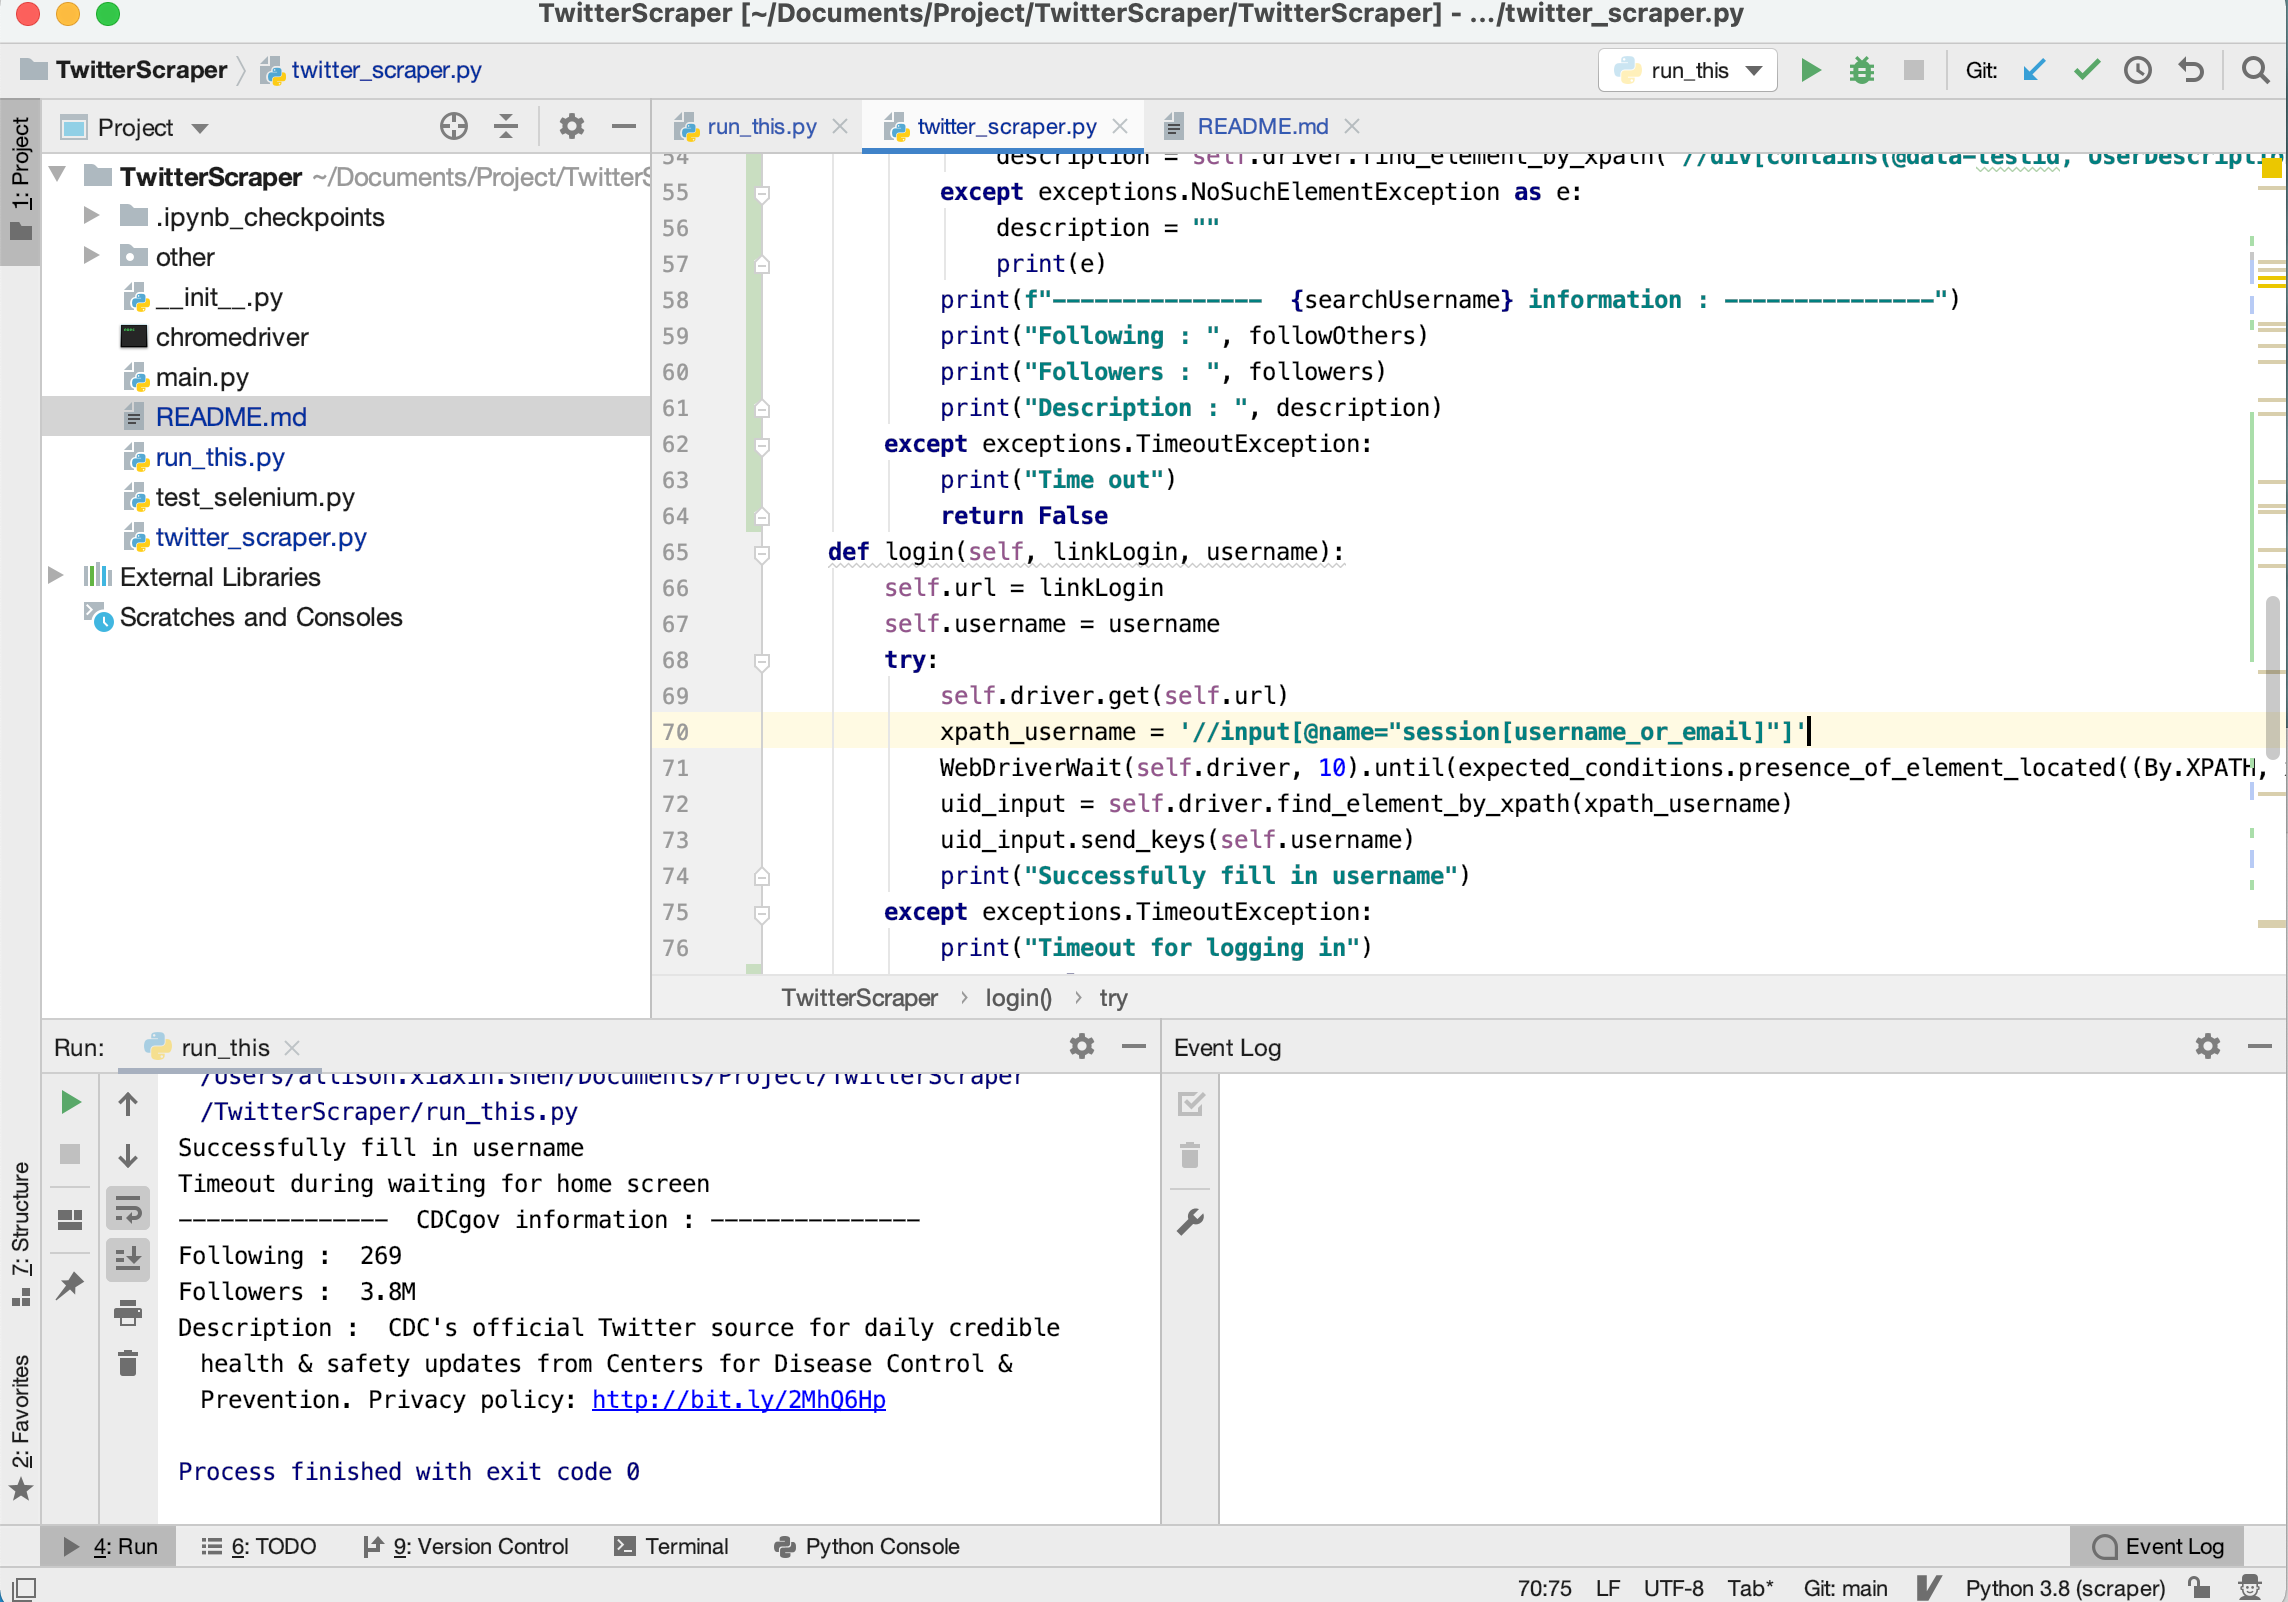 TwitterScraper [~/Documents/Project/TwitterScraper/TwitterScraper] - .../twitter_scraper.py
TwitterScraper
twitter_scraper.py
run_this
Git:
1: Project
Project
TwitterScraper ~/Documents/Project/TwitterS
.ipynb_checkpoints
other
__init__.py
chromedriver
main.py
README.md
run_this.py
test_selenium.py
twitter_scraper.py
External Libraries
Scratches and Consoles
run_this.py
twitter_scraper.py
README.md
54 description = self.driver.find_element_by_xpath('//div[contains(@data-testid, "UserDescriptio
55 except exceptions.NoSuchElementException as e:
56 description = ""
57 print(e)
58 print(f"--------------- {searchUsername} information : ---------------")
59 print("Following : ", followOthers)
60 print("Followers : ", followers)
61 print("Description : ", description)
62 except exceptions.TimeoutException:
63 print("Time out")
64 return False
65 def login(self, linkLogin, username):
66 self.url = linkLogin
67 self.username = username
68 try:
69 self.driver.get(self.url)
70 xpath_username = '//input[@name="session[username_or_email]"]'
71 WebDriverWait(self.driver, 10).until(expected_conditions.presence_of_element_located((By.XPATH,
72 uid_input = self.driver.find_element_by_xpath(xpath_username)
73 uid_input.send_keys(self.username)
74 print("Successfully fill in username")
75 except exceptions.TimeoutException:
76 print("Timeout for logging in")
TwitterScraper › login() › try
Run: run_this
/Users/allison.xiaxin.shen/Documents/Project/TwitterScraper
/TwitterScraper/run_this.py
Successfully fill in username
Timeout during waiting for home screen
--------------- CDCgov information : ---------------
Following : 269
Followers : 3.8M
Description : CDC's official Twitter source for daily credible
health & safety updates from Centers for Disease Control &
Prevention. Privacy policy: http://bit.ly/2MhQ6Hp
Process finished with exit code 0
Event Log
7: Structure
2: Favorites
4: Run
6: TODO
9: Version Control
Terminal
Python Console
Event Log
70:75 LF UTF-8 Tab* Git: main Python 3.8 (scraper)